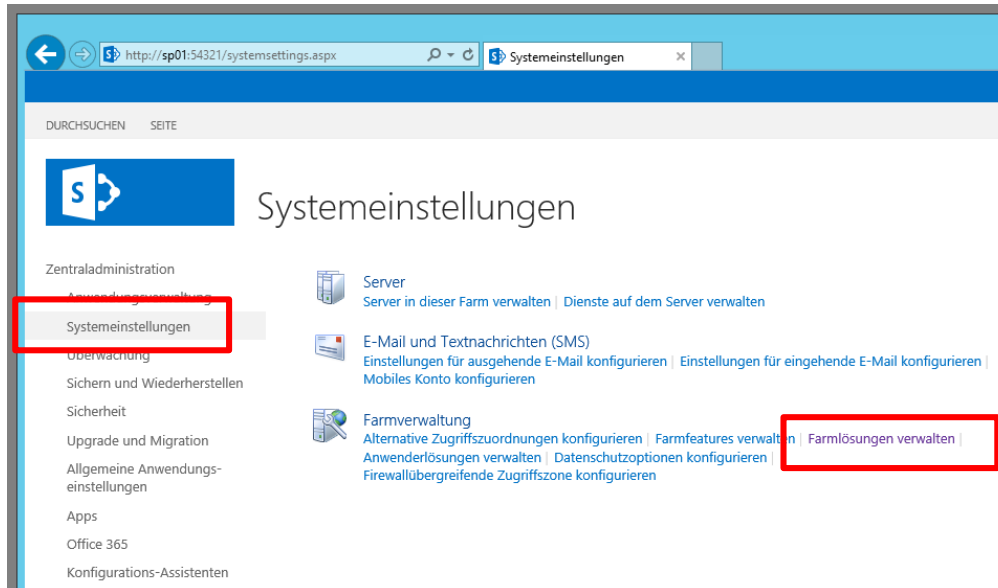 http://sp01:54321/systemsettings.aspx
Systemeinstellungen
DURCHSUCHEN SEITE
S
Systemeinstellungen
Zentraladministration
Anwendungsverwaltung
Systemeinstellungen
Überwachung
Sichern und Wiederherstellen
Sicherheit
Upgrade und Migration
Allgemeine Anwendungs-
einstellungen
Apps
Office 365
Konfigurations-Assistenten
Server
Server in dieser Farm verwalten | Dienste auf dem Server verwalten
E-Mail und Textnachrichten (SMS)
Einstellungen für ausgehende E-Mail konfigurieren | Einstellungen für eingehende E-Mail konfigurieren |
Mobiles Konto konfigurieren
Farmverwaltung
Alternative Zugriffszuordnungen konfigurieren | Farmfeatures verwalten | Farmlösungen verwalten |
Anwenderlösungen verwalten | Datenschutzoptionen konfigurieren |
Firewallübergreifende Zugriffszone konfigurieren